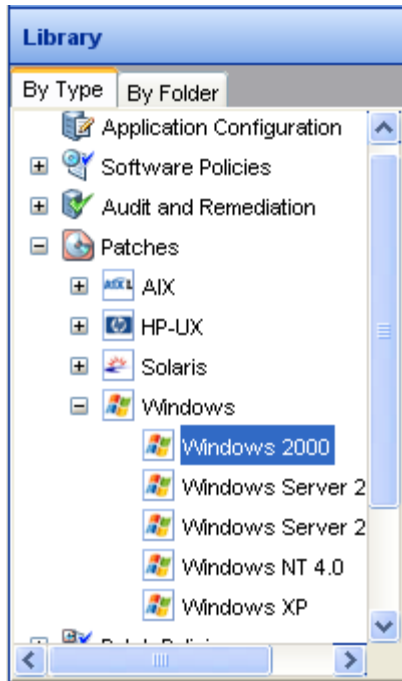 Library
By Type By Folder
Application Configuration
Software Policies
Audit and Remediation
Patches
AIX
HP-UX
Solaris
Windows
Windows 2000
Windows Server 2
Windows Server 2
Windows NT 4.0
Windows XP